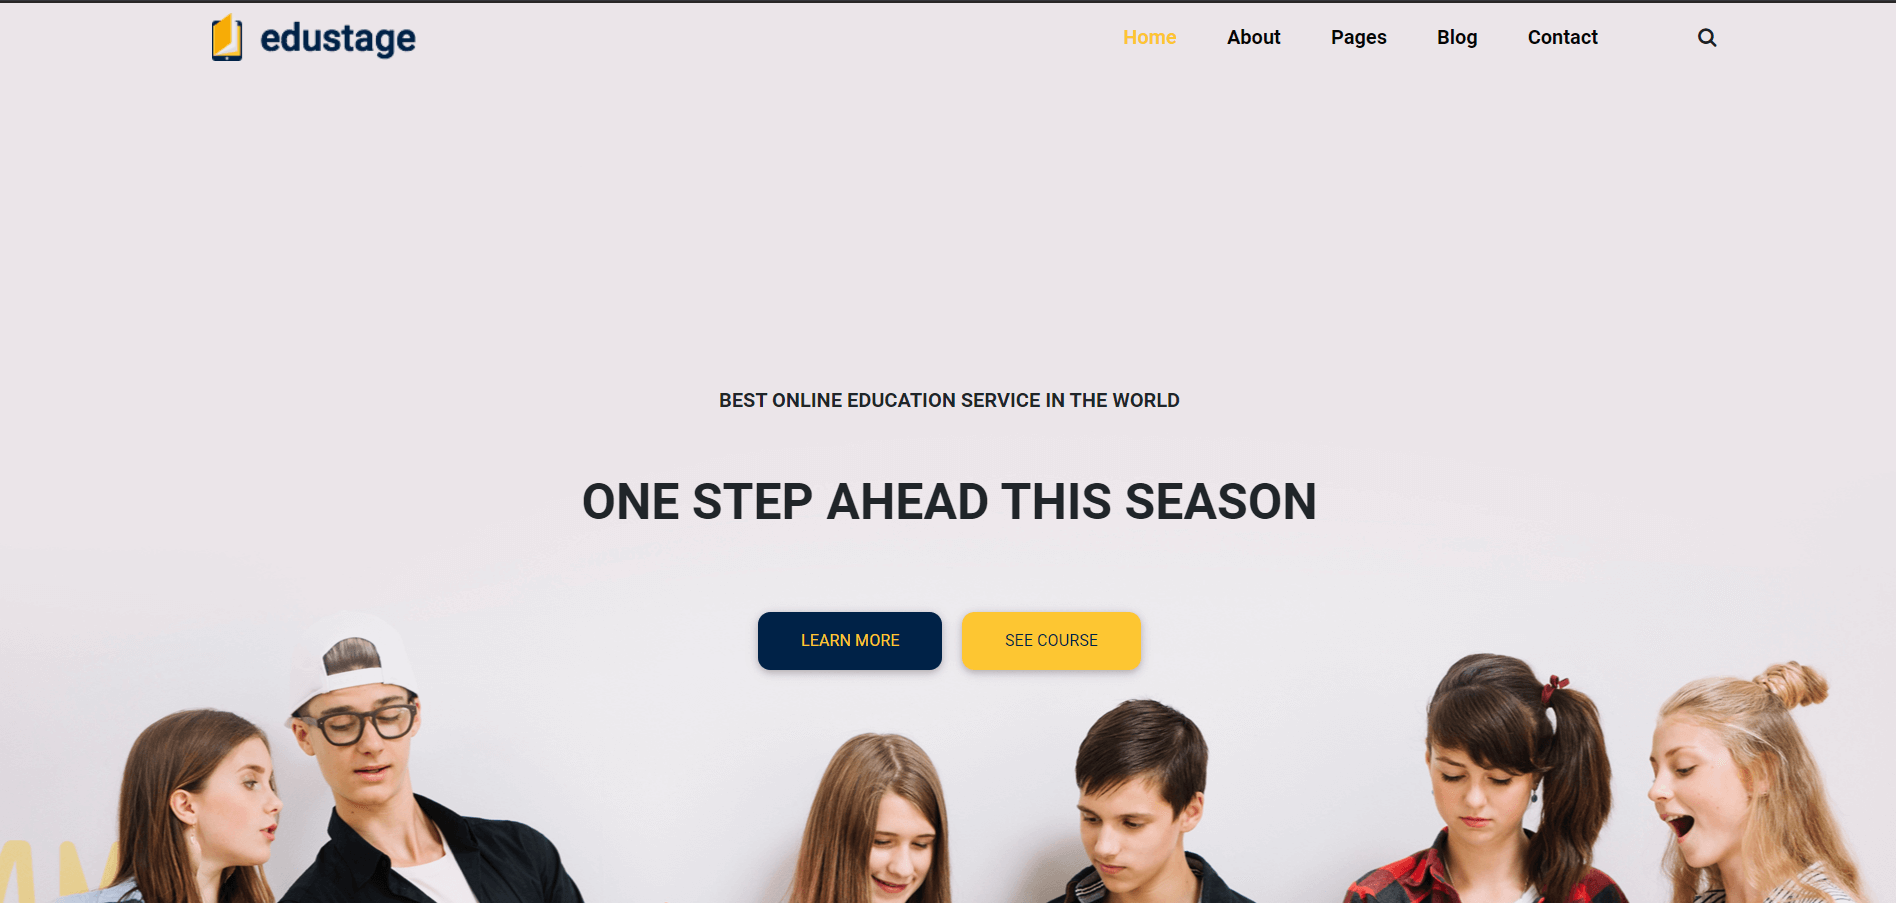 edustage
Home About Pages Blog Contact
BEST ONLINE EDUCATION SERVICE IN THE WORLD
ONE STEP AHEAD THIS SEASON
LEARN MORE SEE COURSE